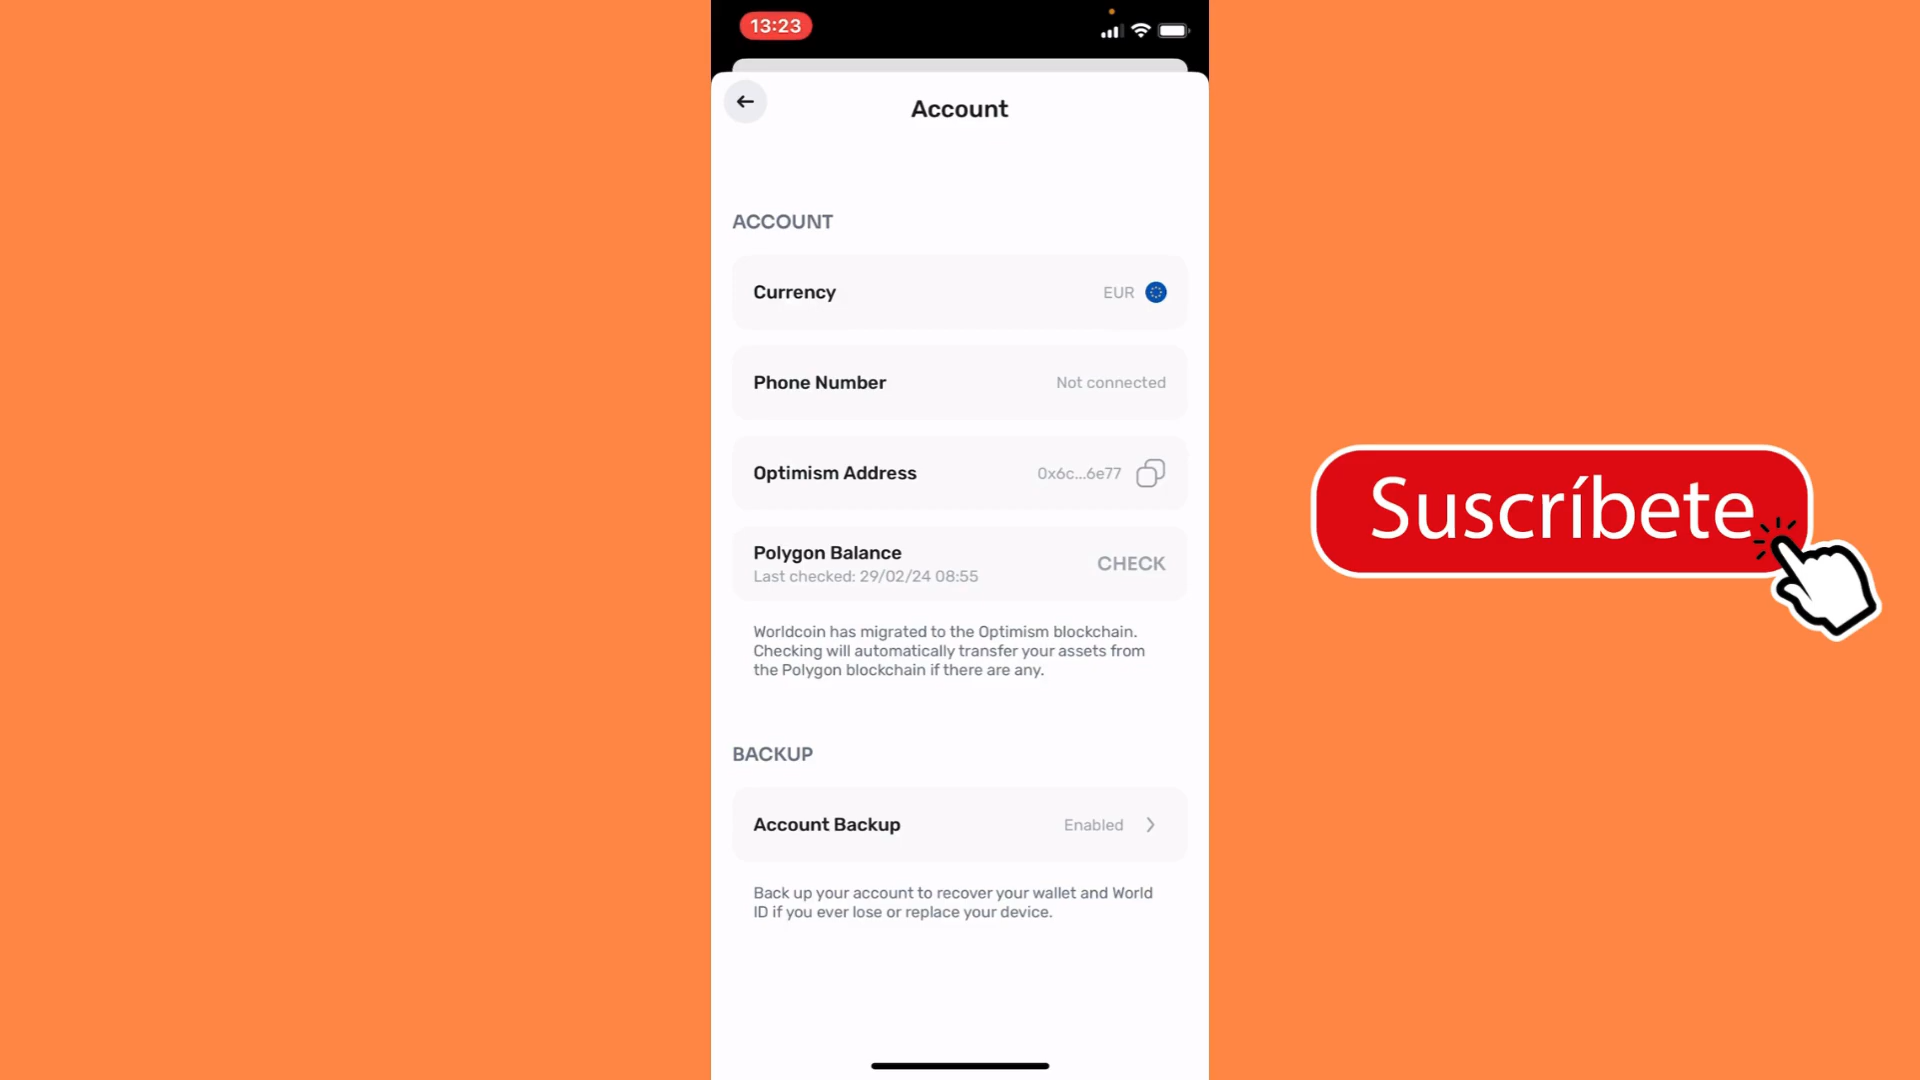 13:23
Account
ACCOUNT
Currency
EUR
Phone Number
Not connected
Optimism Address
0x6c...6e77
Polygon Balance
Last checked: 29/02/24 08:55
CHECK
Worldcoin has migrated to the Optimism blockchain.
Checking will automatically transfer your assets from
the Polygon blockchain if there are any.
BACKUP
Account Backup
Enabled
Back up your account to recover your wallet and World
ID if you ever lose or replace your device.
Suscríbete